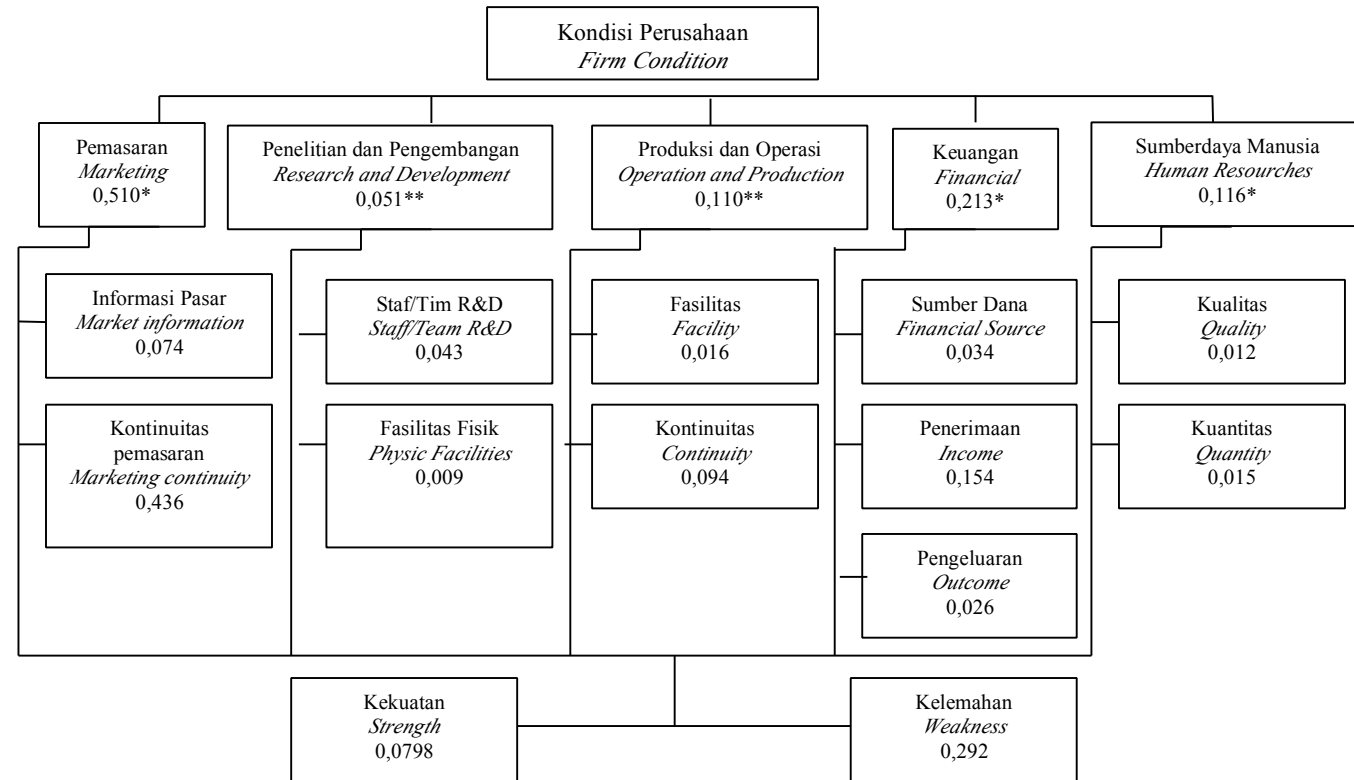 Kondisi Perusahaan
Firm Condition
Pemasaran
Marketing
0,510*
Penelitian dan Pengembangan
Research and Development
0,051**
Produksi dan Operasi
Operation and Production
0,110**
Keuangan
Financial
0,213*
Sumberdaya Manusia
Human Resourches
0,116*
Informasi Pasar
Market information
0,074
Staf/Tim R&D
Staff/Team R&D
0,043
Fasilitas
Facility
0,016
Sumber Dana
Financial Source
0,034
Kualitas
Quality
0,012
Kontinuitas
pemasaran
Marketing continuity
0,436
Fasilitas Fisik
Physic Facilities
0,009
Kontinuitas
Continuity
0,094
Penerimaan
Income
0,154
Kuantitas
Quantity
0,015
Pengeluaran
Outcome
0,026
Kekuatan
Strength
0,0798
Kelemahan
Weakness
0,292